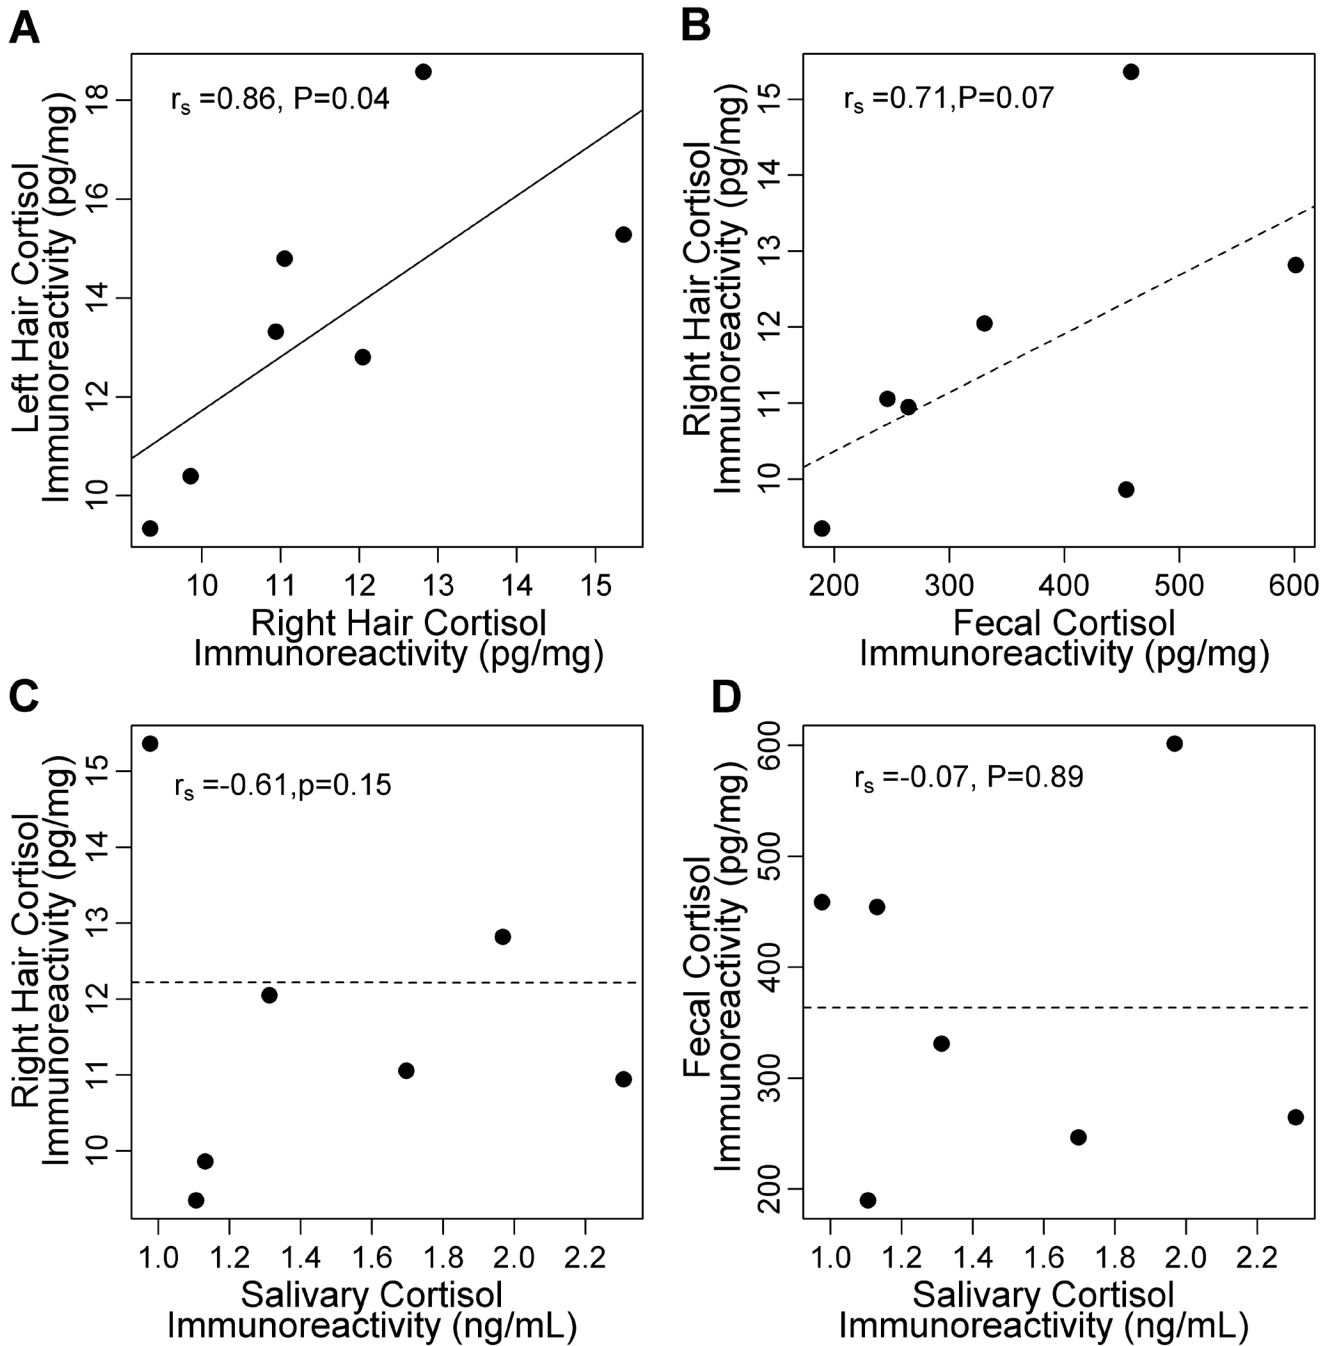 A
rs =0.86, P=0.04
18
16
14
12
10
Left Hair Cortisol
Immunoreactivity (pg/mg)
10 11 12 13 14 15
Right Hair Cortisol
Immunoreactivity (pg/mg)
B
rs =0.71,P=0.07
15
14
13
12
11
10
Right Hair Cortisol
Immunoreactivity (pg/mg)
200 300 400 500 600
Fecal Cortisol
Immunoreactivity (pg/mg)
C
rs =-0.61,p=0.15
15
14
13
12
11
10
Right Hair Cortisol
Immunoreactivity (pg/mg)
1.0 1.2 1.4 1.6 1.8 2.0 2.2
Salivary Cortisol
Immunoreactivity (ng/mL)
D
rs =-0.07, P=0.89
600
500
400
300
200
Fecal Cortisol
Immunoreactivity (pg/mg)
1.0 1.2 1.4 1.6 1.8 2.0 2.2
Salivary Cortisol
Immunoreactivity (ng/mL)